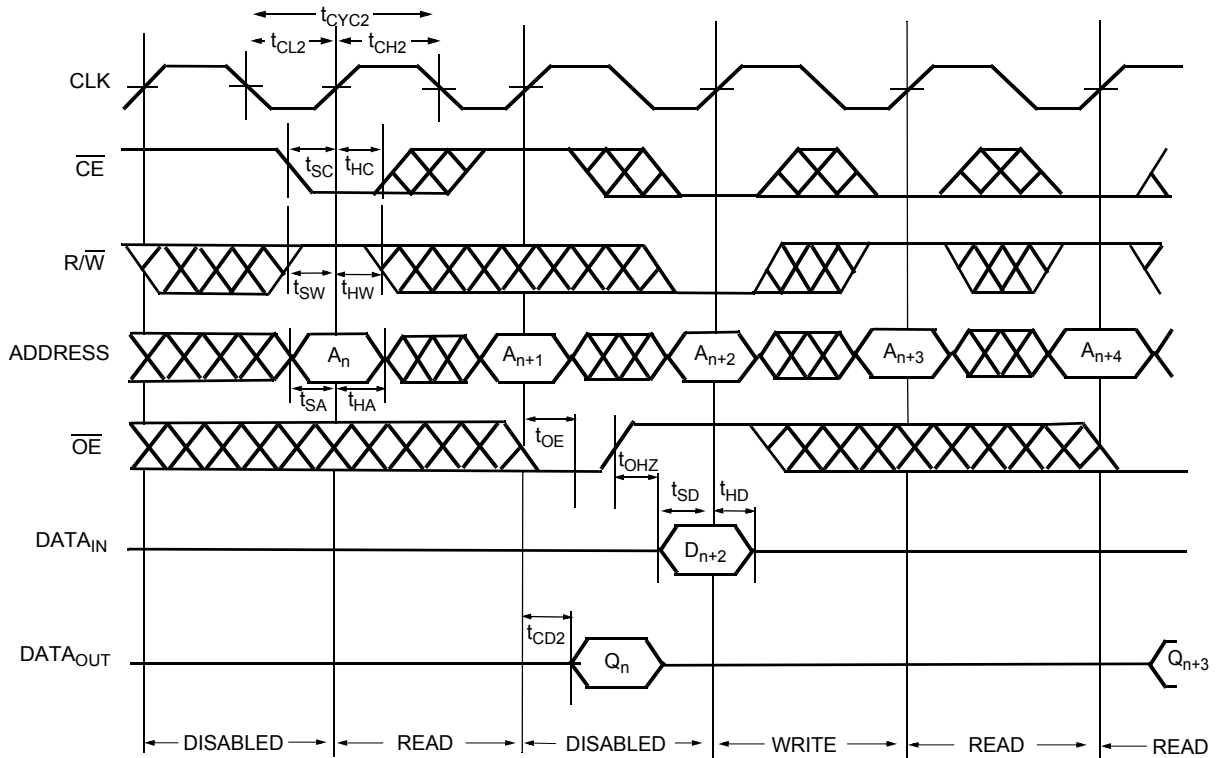 tCYC2
tCL2 tCH2
CLK
CE
tSC tHC
R/W
tSW tHW
ADDRESS An An+1 An+2 An+3 An+4
tSA tHA
OE
tOE
tOHZ
tSD tHD
DATAIN Dn+2
tCD2
DATAOUT Qn Qn+3
DISABLED READ DISABLED WRITE READ READ